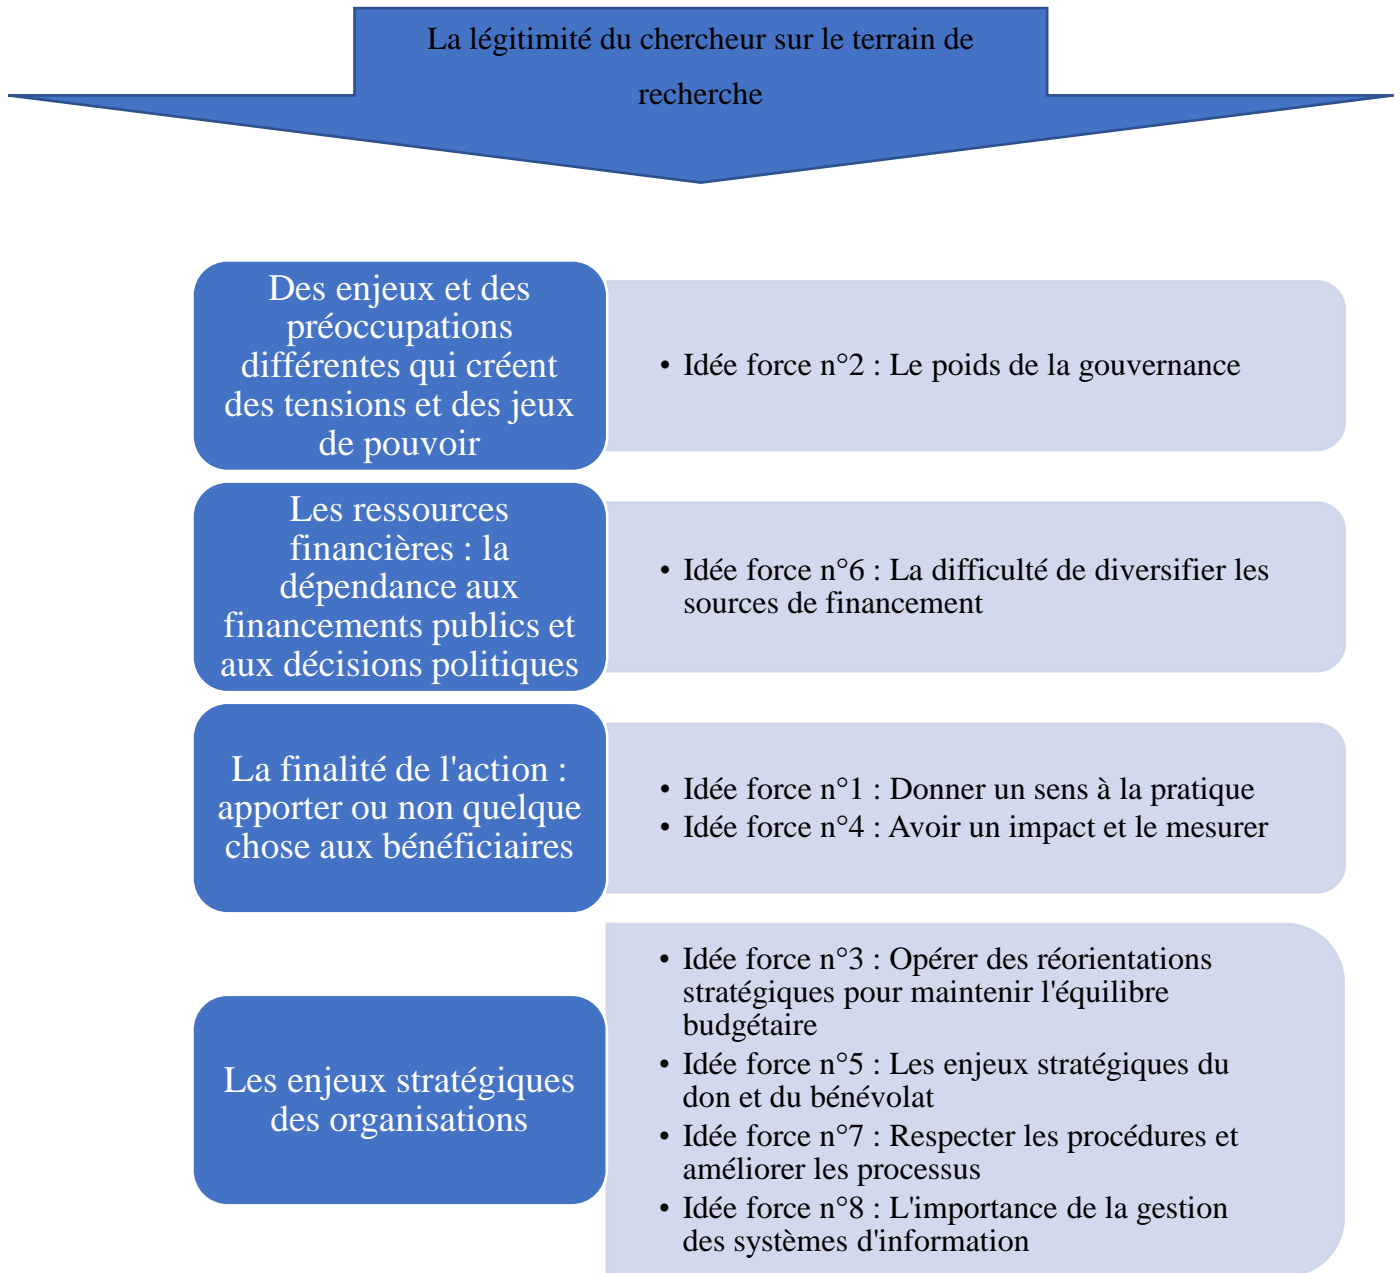 La légitimité du chercheur sur le terrain de
recherche
Des enjeux et des
préoccupations
différentes qui créent
des tensions et des jeux
de pouvoir
• Idée force n°2 : Le poids de la gouvernance
Les ressources
financières : la
dépendance aux
financements publics et
aux décisions politiques
• Idée force n°6 : La difficulté de diversifier les
sources de financement
La finalité de l'action :
apporter ou non quelque
chose aux bénéficiaires
• Idée force n°1 : Donner un sens à la pratique
• Idée force n°4 : Avoir un impact et le mesurer
Les enjeux stratégiques
des organisations
• Idée force n°3 : Opérer des réorientations
stratégiques pour maintenir l'équilibre
budgétaire
• Idée force n°5 : Les enjeux stratégiques du
don et du bénévolat
• Idée force n°7 : Respecter les procédures et
améliorer les processus
• Idée force n°8 : L'importance de la gestion
des systèmes d'information